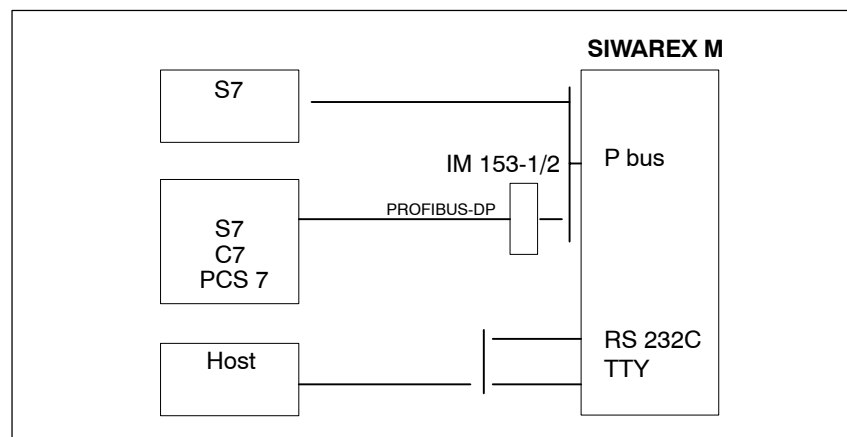 SIWAREX M
S7
IM 153-1/2
P bus
PROFIBUS-DP
S7
C7
PCS 7
Host
RS 232C
TTY